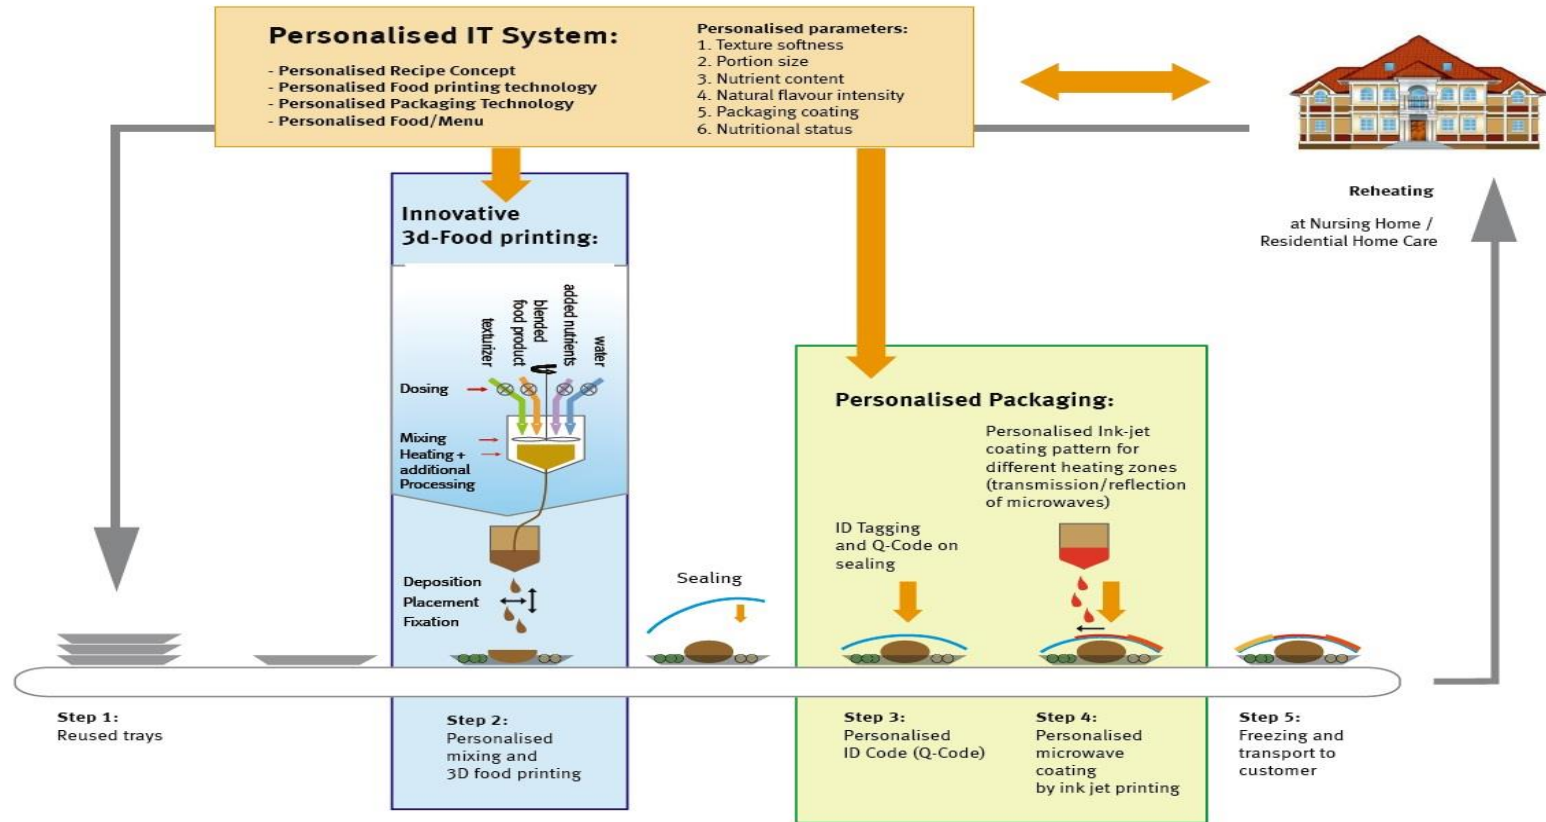 Personalised IT System:
- Personalised Recipe Concept
- Personalised Food printing technology
- Personalised Packaging Technology
- Personalised Food/Menu
Personalised parameters:
1. Texture softness
2. Portion size
3. Nutrient content
4. Natural flavour intensity
5. Packaging coating
6. Nutritional status
Reheating
at Nursing Home /
Residential Home Care
Innovative
3d-Food printing:
texturizer
blended
food product
added nutrients
water
Dosing
Mixing
Heating +
additional
Processing
Deposition
Placement
Fixation
Sealing
Personalised Packaging:
ID Tagging
and Q-Code on
sealing
Personalised Ink-jet
coating pattern for
different heating zones
(transmission/reflection
of microwaves)
Step 1:
Reused trays
Step 2:
Personalised
mixing and
3D food printing
Step 3:
Personalised
ID Code (Q-Code)
Step 4:
Personalised
microwave
coating
by ink jet printing
Step 5:
Freezing and
transport to
customer